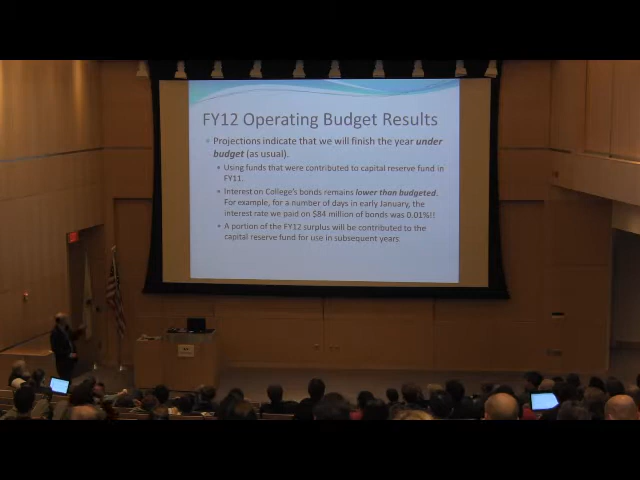 FY12 Operating Budget Results
Projections indicate that we will finish the year under
budget (as usual).
Using funds that were contributed to capital reserve fund in
FY11.
Interest on College's bonds remains lower than budgeted.
For example, for a number of days in early January, the
interest rate we paid on $84 million of bonds was 0.01%!!
A portion of the FY12 surplus will be contributed to the
capital reserve fund for use in subsequent years